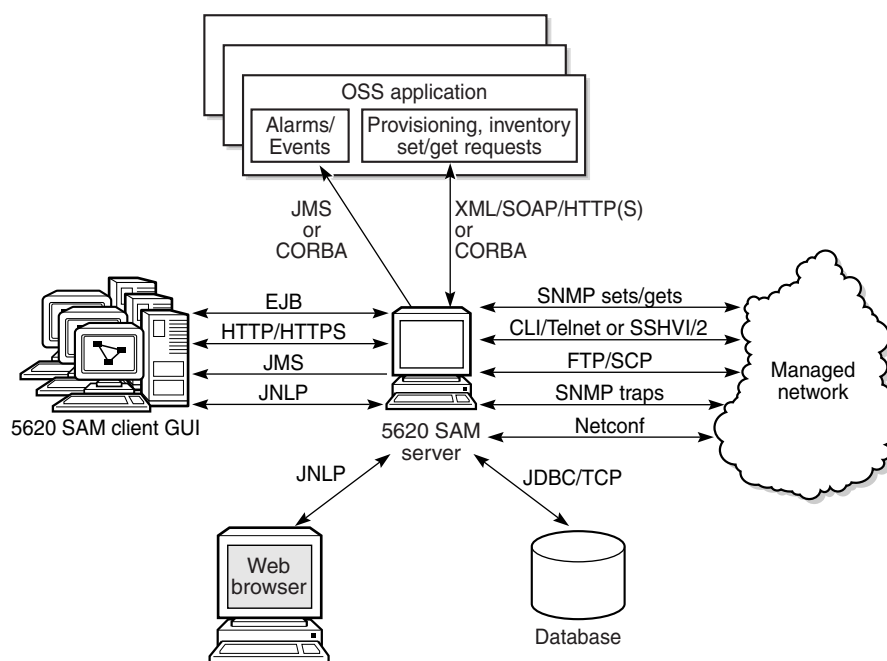 OSS application
Alarms/
Events
Provisioning, inventory
set/get requests
JMS
or
CORBA
XML/SOAP/HTTP(S)
or
CORBA
EJB
HTTP/HTTPS
JMS
JNLP
5620 SAM client GUI
SNMP sets/gets
CLI/Telnet or SSHVI/2
FTP/SCP
SNMP traps
Netconf
Managed
network
5620 SAM
server
JNLP
JDBC/TCP
Web
browser
Database